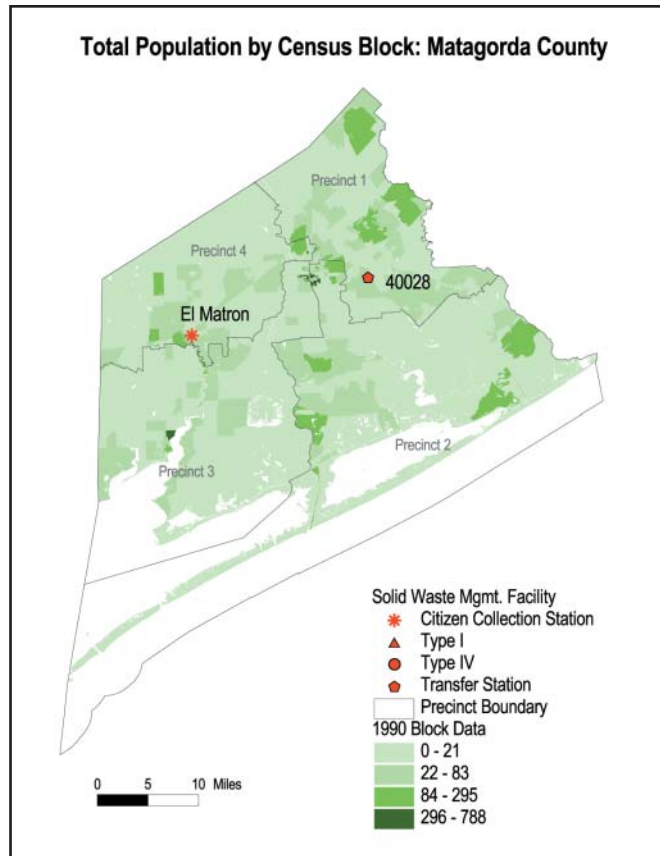 Total Population by Census Block: Matagorda County
Precinct 1
Precinct 4
40028
El Matron
Precinct 2
Precinct 3
Solid Waste Mgmt. Facility
Citizen Collection Station
Type I
Type IV
Transfer Station
Precinct Boundary
1990 Block Data
0 - 21
22 - 83
84 - 295
296 - 788
0 5 10 Miles